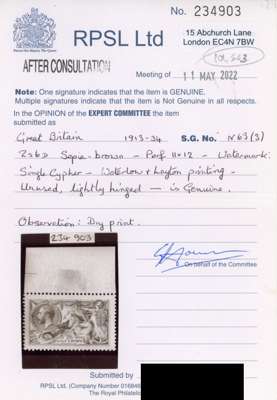 No. 234903
RPSL Ltd
15 Abchurch Lane
London EC4N 7BW
AFTER CONSULTATION
Meeting of 11 MAY 2022
Note: One signature indicates that the item is GENUINE.
Multiple signatures indicate that the item is Not Genuine in all respects.
In the OPINION of the EXPERT COMMITTEE the item
submitted as
Great Britain 1913-34 S.G. No. N63(3)
2s6d Sepia-brown - Perf 11x12 - Watermark:
Single Cypher - Waterlow & Layton printing -
Unused, lightly hinged - is Genuine.
Observation: Dry print.
234 903
On behalf of the Committee
Submitted by
RPSL Ltd. (Company Number
The Royal